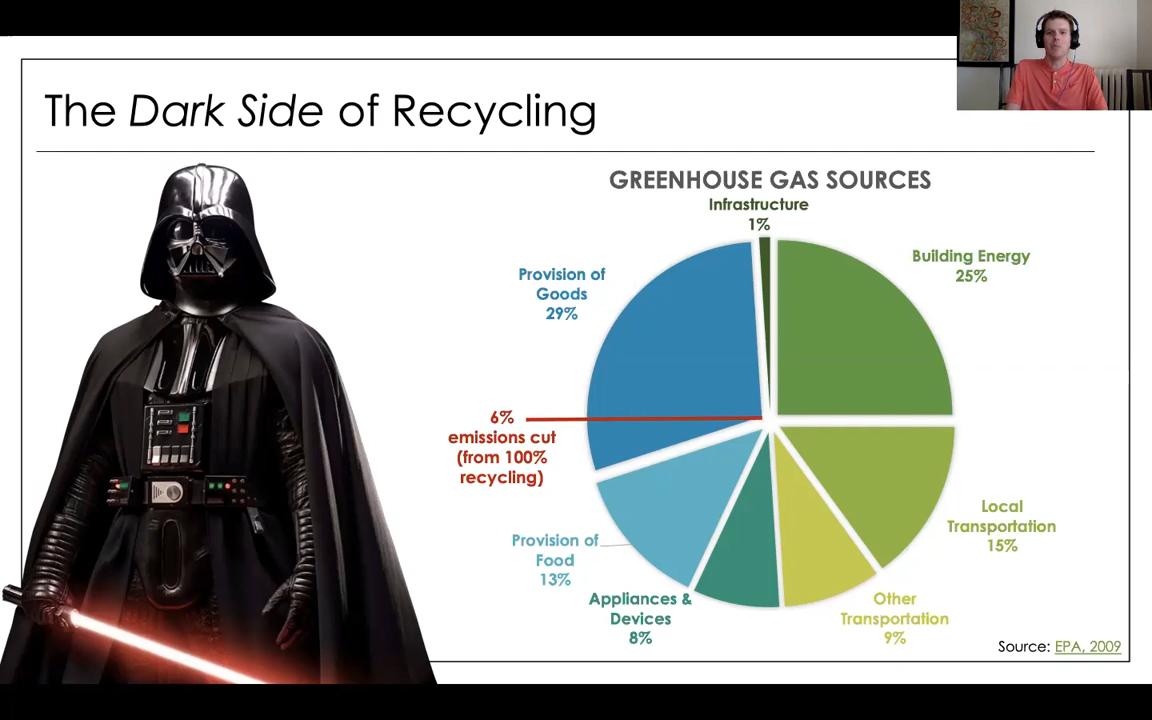 The Dark Side of Recycling
GREENHOUSE GAS SOURCES
Infrastructure
1%
Building Energy
25%
Provision of
Goods
29%
6%
emissions cut
(from 100%
recycling)
Local
Transportation
15%
Provision of
Food
13%
Appliances &
Devices
8%
Other
Transportation
9%
Source: EPA, 2009